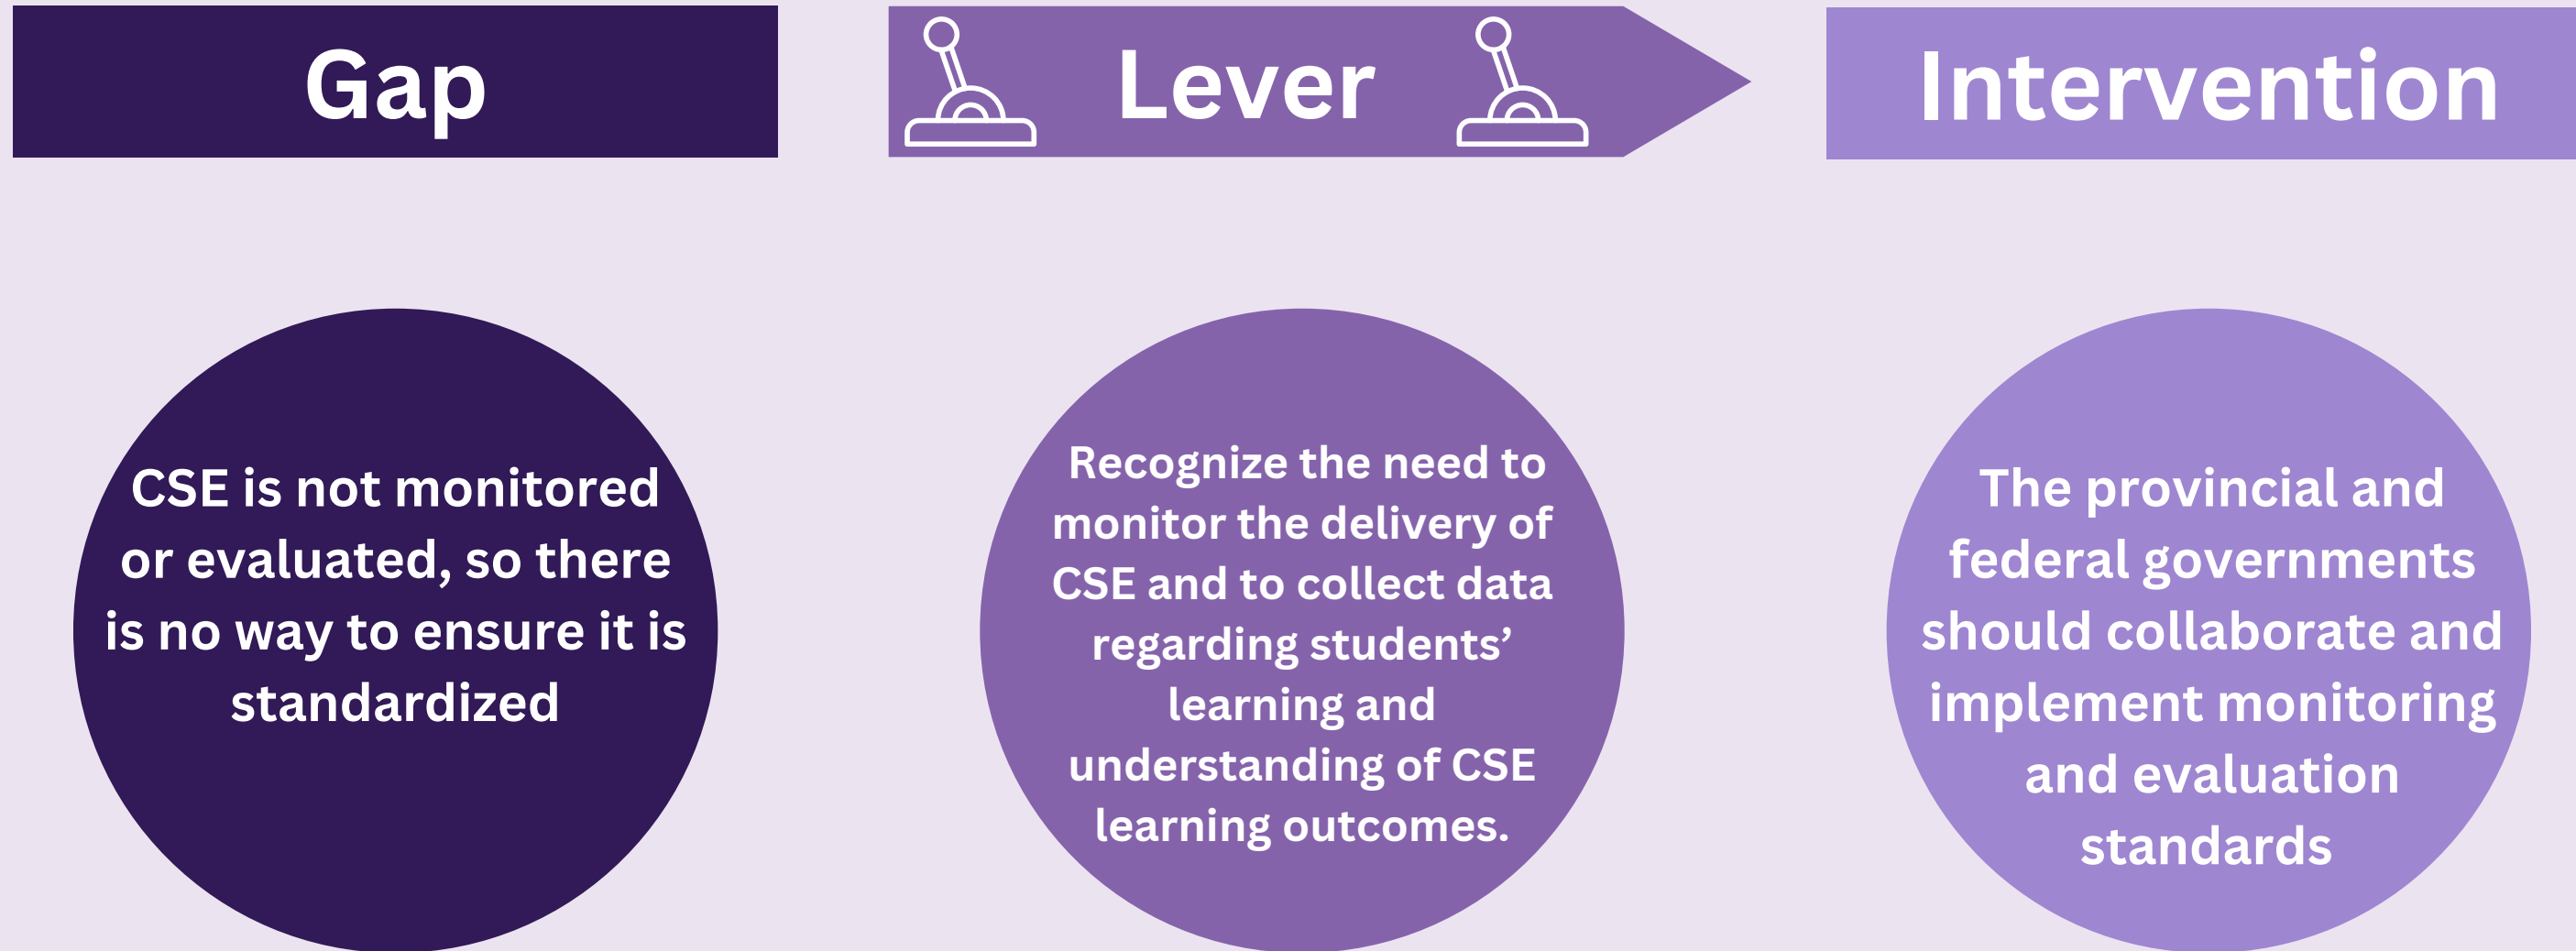 Gap
Lever
Intervention
CSE is not monitored
or evaluated, so there
is no way to ensure it is
standardized
Recognize the need to
monitor the delivery of
CSE and to collect data
regarding students’
learning and
understanding of CSE
learning outcomes.
The provincial and
federal governments
should collaborate and
implement monitoring
and evaluation
standards